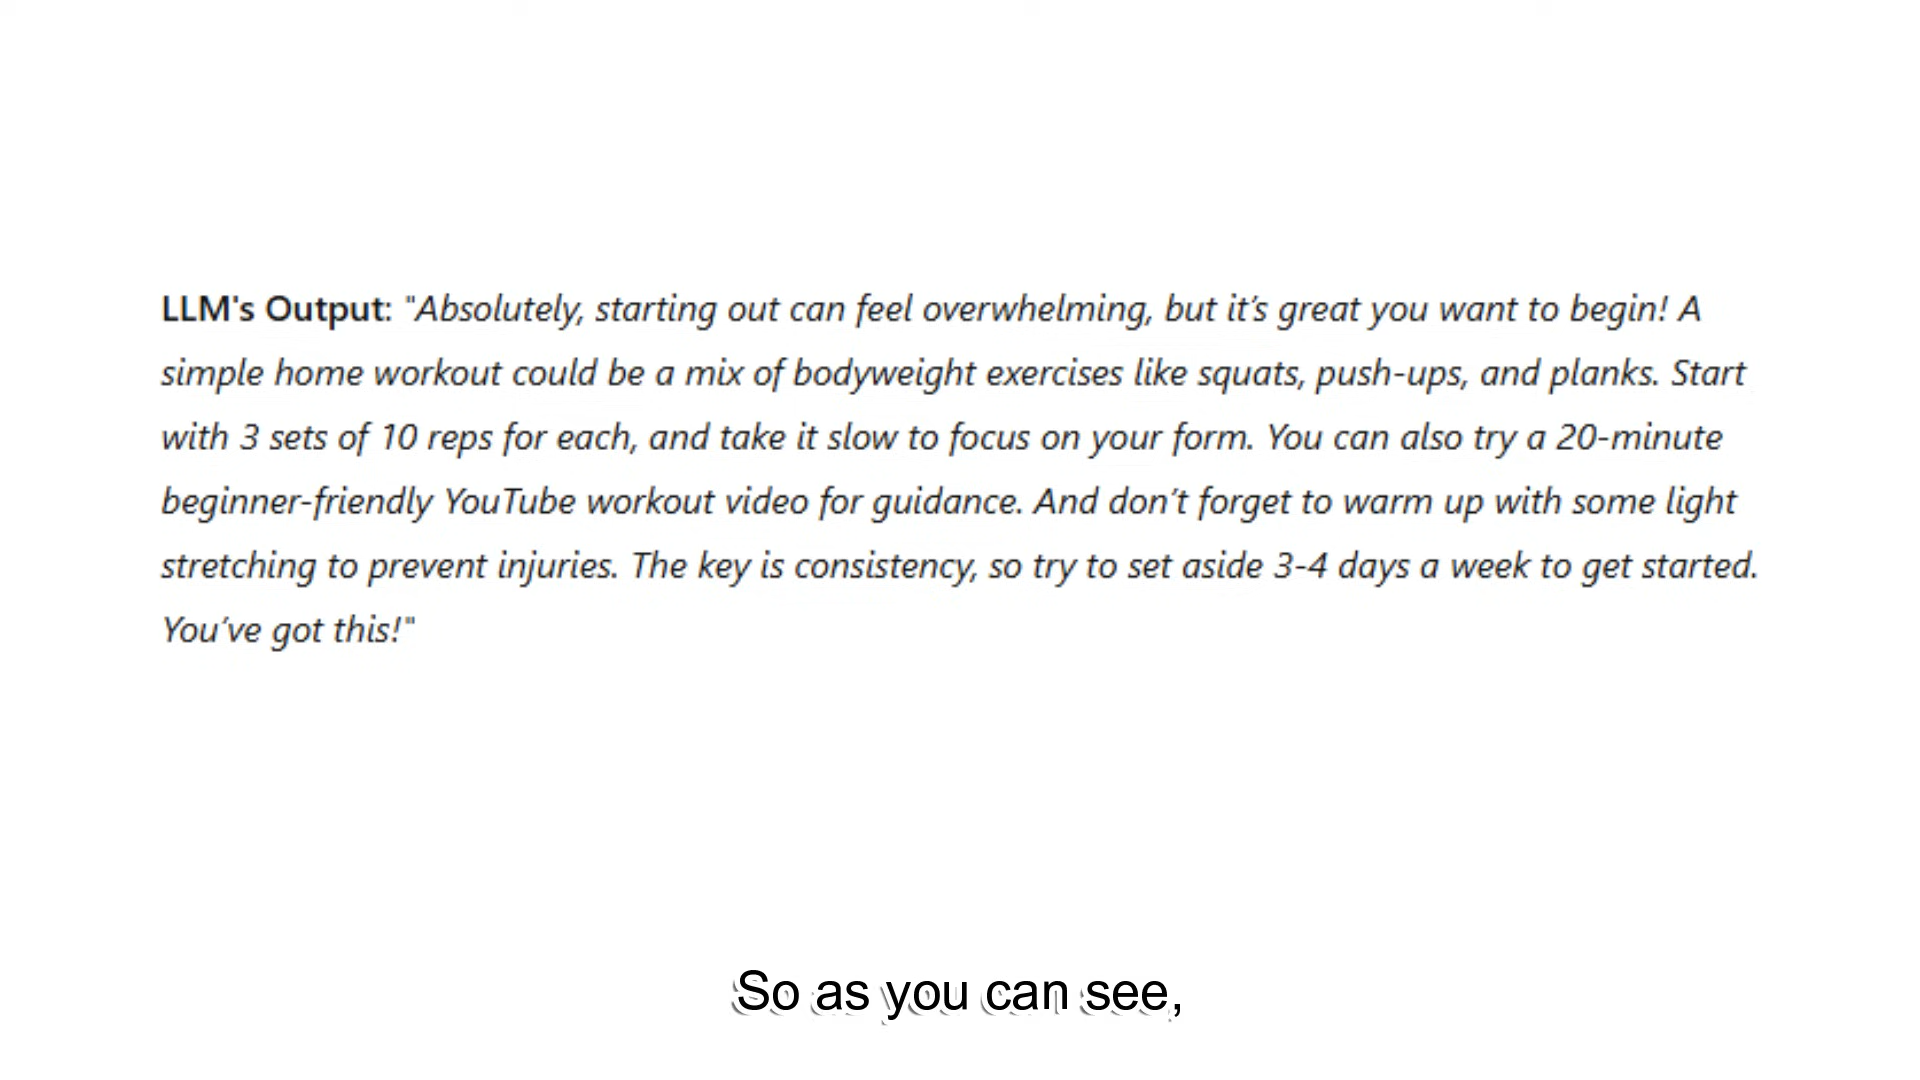 LLM's Output: "Absolutely, starting out can feel overwhelming, but it’s great you want to begin! A
simple home workout could be a mix of bodyweight exercises like squats, push-ups, and planks. Start
with 3 sets of 10 reps for each, and take it slow to focus on your form. You can also try a 20-minute
beginner-friendly YouTube workout video for guidance. And don’t forget to warm up with some light
stretching to prevent injuries. The key is consistency, so try to set aside 3-4 days a week to get started.
You’ve got this!"
So as you can see,